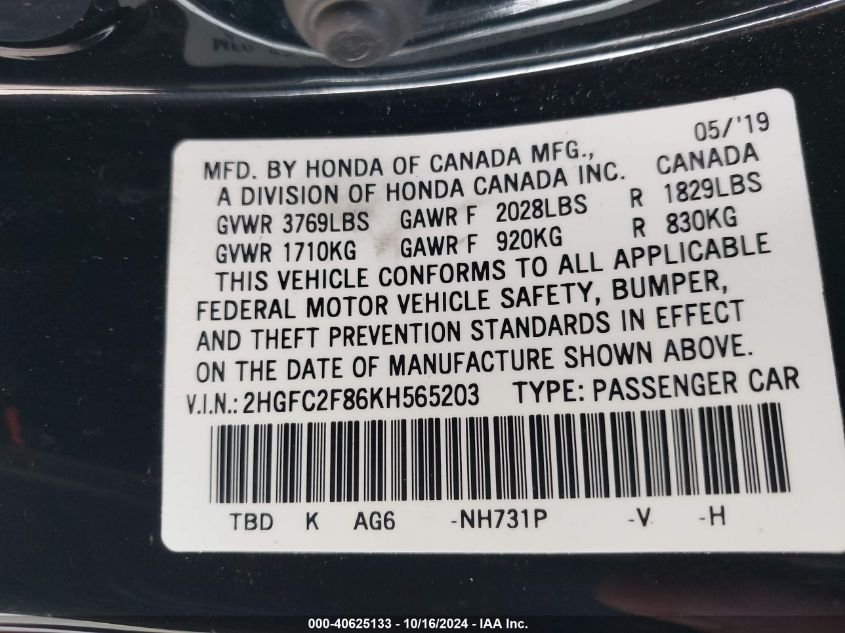 05/'19
MFD. BY HONDA OF CANADA MFG., CANADA
A DIVISION OF HONDA CANADA INC.
GVWR 3769LBS GAWR F 2028LBS R 1829LBS
GVWR 1710KG GAWR F 920KG R 830KG
THIS VEHICLE CONFORMS TO ALL APPLICABLE
FEDERAL MOTOR VEHICLE SAFETY, BUMPER,
AND THEFT PREVENTION STANDARDS IN EFFECT
ON THE DATE OF MANUFACTURE SHOWN ABOVE.
V.I.N.: 2HGFC2F86KH565203 TYPE: PASSENGER CAR
TBD K AG6 -NH731P -V -H
000-40625133 - 10/16/2024 - IAA Inc.